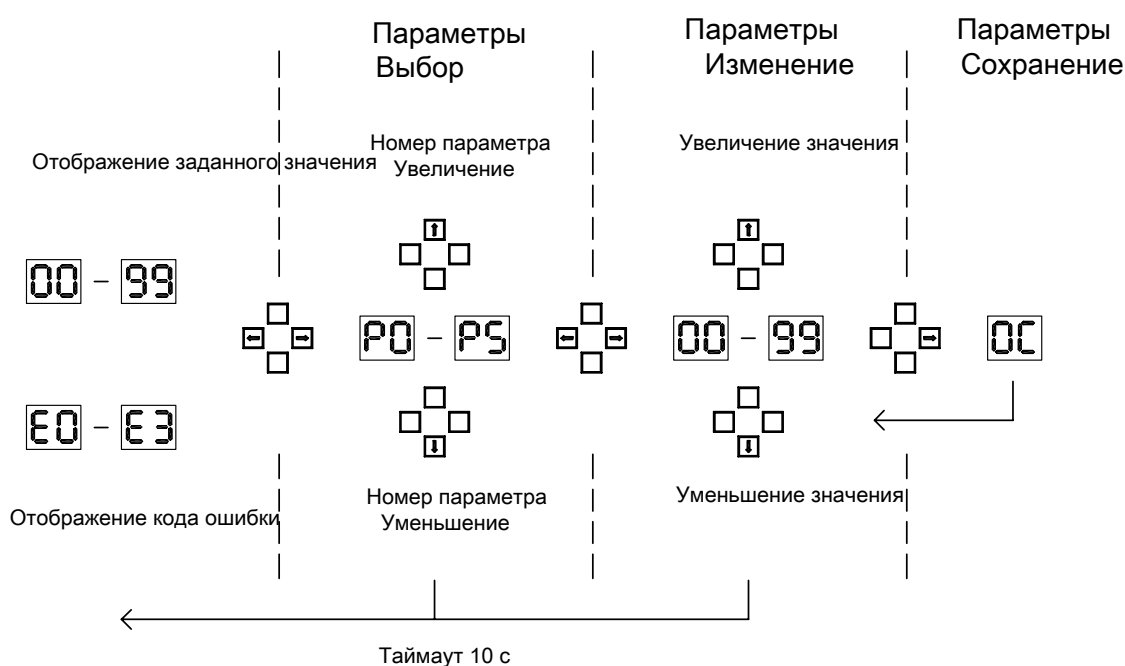 Параметры
Выбор
Параметры
Изменение
Параметры
Сохранение
Отображение заданного значения
Номер параметра
Увеличение
Увеличение значения
00 – 99
P0 – P5
00 – 99
0C
E0 – E3
Отображение кода ошибки
Номер параметра
Уменьшение
Уменьшение значения
Таймаут 10 с